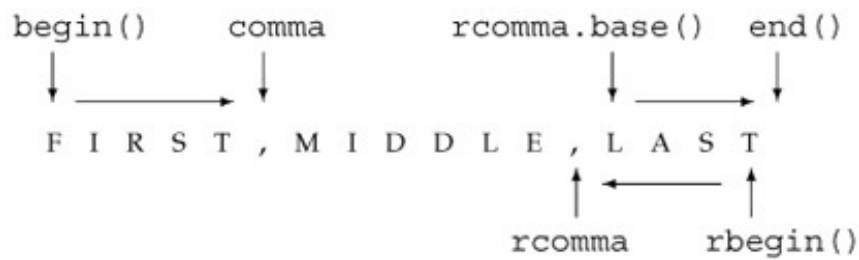 begin() comma rcomma.base() end()
F I R S T , M I D D L E , L A S T
rcomma rbegin()